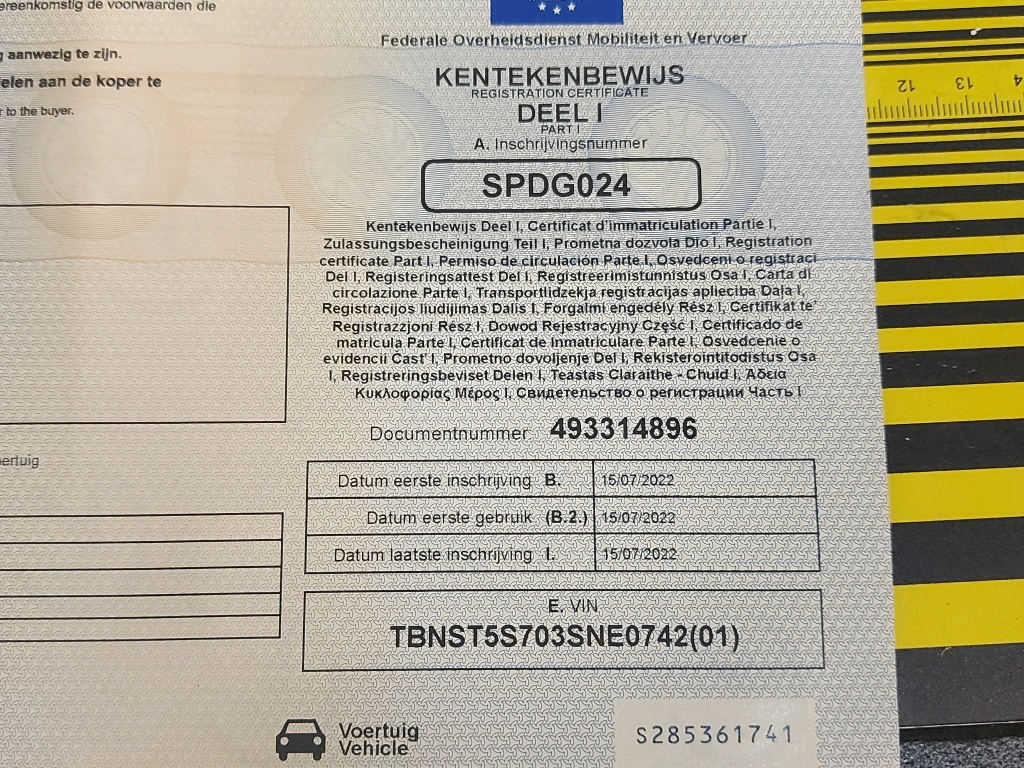 ereenkomstig de voorwaarden die
g aanwezig te zijn.
elen aan de koper te
r to the buyer.
ertuig
Federale Overheidsdienst Mobiliteit en Vervoer
KENTEKENBEWIJS
REGISTRATION CERTIFICATE
DEEL I
PART I
A. Inschrijvingsnummer
SPDG024
Kentekenbewijs Deel I, Certificat d'immatriculation Partie I,
Zulassungsbescheinigung Teil I, Prometna dozvola Dio I, Registration
certificate Part I, Permiso de circulación Parte I, Osvedceni o registraci
Del I, Registeringsattest Del I, Registreerimistunnistus Osa I, Carta di
circolazione Parte I, Transportlidzekja registracijas aplieciba Daļa I,
Registracijos liudijimas Dalis I, Forgalmi engedély Rész I, Certifikat te'
Registrazzjoni Rész I, Dowod Rejestracyjny Część I, Certificado de
matricula Parte I, Certificat de Inmatriculare Parte I, Osvedcenie o
evidencii Cast' I, Prometno dovoljenje Del I, Rekisterointitodistus Osa
I, Registreringsbeviset Delen I, Teastas Claraithe - Chuid I, Άδεια
Κυκλοφορίας Μέρος I, Свидетельство о регистрации Часть I
Documentnummer 493314896
Datum eerste inschrijving B. 15/07/2022
Datum eerste gebruik (B.2.) 15/07/2022
Datum laatste inschrijving I. 15/07/2022
E. VIN
TBNST5S703SNE0742(01)
Voertuig
Vehicle
S285361741
12 13 14